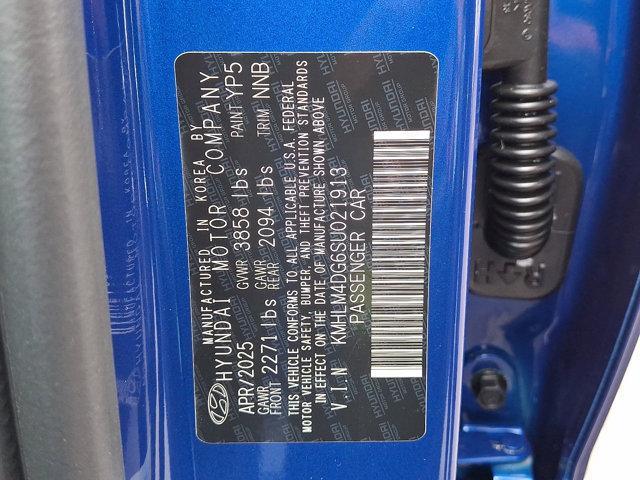 MANUFACTURED IN KOREA BY
HYUNDAI MOTOR COMPANY
APR/2025 GVWR 3858 lbs PAINT YP5
GAWR FRONT 2271 lbs GAWR REAR 2094 lbs TRIM NNB
THIS VEHICLE CONFORMS TO ALL APPLICABLE U.S.A. FEDERAL
MOTOR VEHICLE SAFETY, BUMPER, AND THEFT PREVENTION STANDARDS
IN EFFECT ON THE DATE OF MANUFACTURE SHOWN ABOVE
V.I.N KMHLM4DG6SU021913
PASSENGER CAR